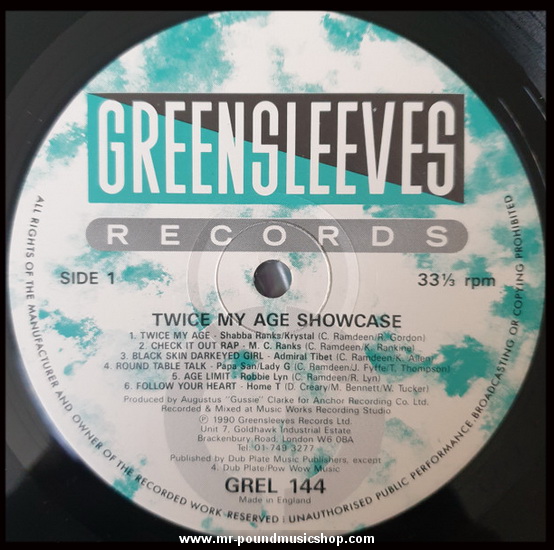 GREENSLEEVES
RECORDS
SIDE 1
33⅓ rpm
TWICE MY AGE SHOWCASE
1. TWICE MY AGE - Shabba Ranks/Krystal (C. Ramdeen/R. Gordon)
2. CHECK IT OUT RAP - M. C. Ranks (C. Ramdeen/K. Ranking)
3. BLACK SKIN DARKEYED GIRL - Admiral Tibet (C. Ramdeen/K. Allen)
4. ROUND TABLE TALK - Papa San/Lady G (C. Ramdeen/J. Fyffe/T. Thompson)
5. AGE LIMIT - Robbie Lyn (C. Ramdeen/R. Lyn)
6. FOLLOW YOUR HEART - Home T (D. Creary/M. Bennett/W. Tucker)
Produced by Augustus "Gussie" Clarke for Anchor Recording Co. Ltd.
Recorded & Mixed at Music Works Recording Studio
℗ 1990 Greensleeves Records Ltd
Unit 7, Goldhawk Industrial Estate
Brackenbury Road, London W6 0BA
Tel 01-749 3277
Published by Dub Plate Music Publishers, except
4. Dub Plate/Pow Wow Music
GREL 144
Made in England
ALL RIGHTS OF THE MANUFACTURER AND OWNER OF THE RECORDED WORK RESERVED | UNAUTHORISED PUBLIC PERFORMANCE, BROADCASTING OR COPYING PROHIBITED
www.mr-poundmusicshop.com